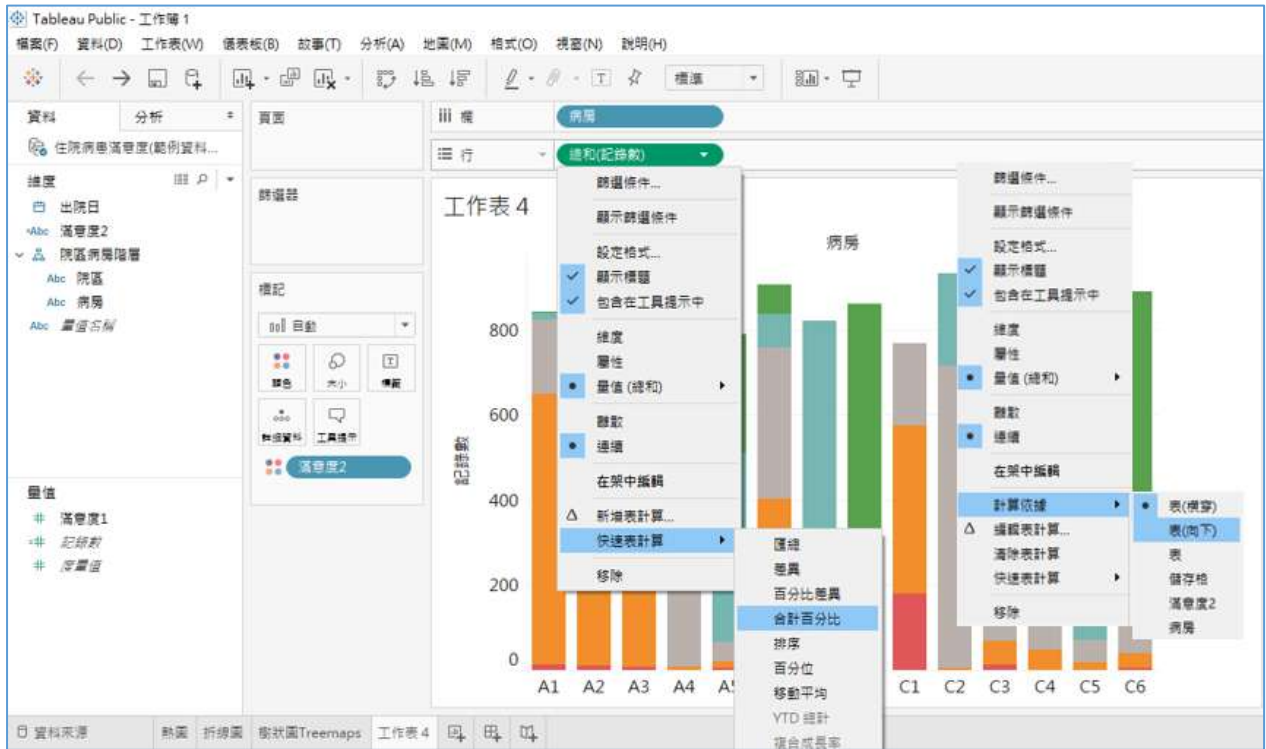 Tableau Public - 工作簿 1
檔案(F) 資料(D) 工作表(W) 儀表板(B) 故事(T) 分析(A) 地圖(M) 格式(O) 視窗(N) 說明(H)
標準
資料 分析
住院病患滿意度(範例資料...
維度
出院日
Abc 滿意度2
院區病房階層
Abc 院區
Abc 病房
Abc 量值名稱
量值
滿意度1
記錄數
度量值
頁面
篩選器
標記
自動
顏色 大小 標籤
詳細資料 工具提示
滿意度2
欄 病房
行 總和(記錄數)
工作表 4
病房
記錄數
800
600
400
200
0
A1 A2 A3 A4 A5 C1 C2 C3 C4 C5 C6
篩選條件...
顯示篩選條件
設定格式...
顯示標題
包含在工具提示中
維度
屬性
量值 (總和)
離散
連續
在架中編輯
新增表計算...
快速表計算
移除
匯總
差異
百分比差異
合計百分比
排序
百分位
移動平均
YTD 總計
複合成長率
篩選條件...
顯示篩選條件
設定格式...
顯示標題
包含在工具提示中
維度
屬性
量值 (總和)
離散
連續
在架中編輯
計算依據
編輯表計算...
清除表計算
快速表計算
移除
表(橫穿)
表(向下)
表
儲存格
滿意度2
病房
資料來源 熱圖 折線圖 樹狀圖Treemaps 工作表 4